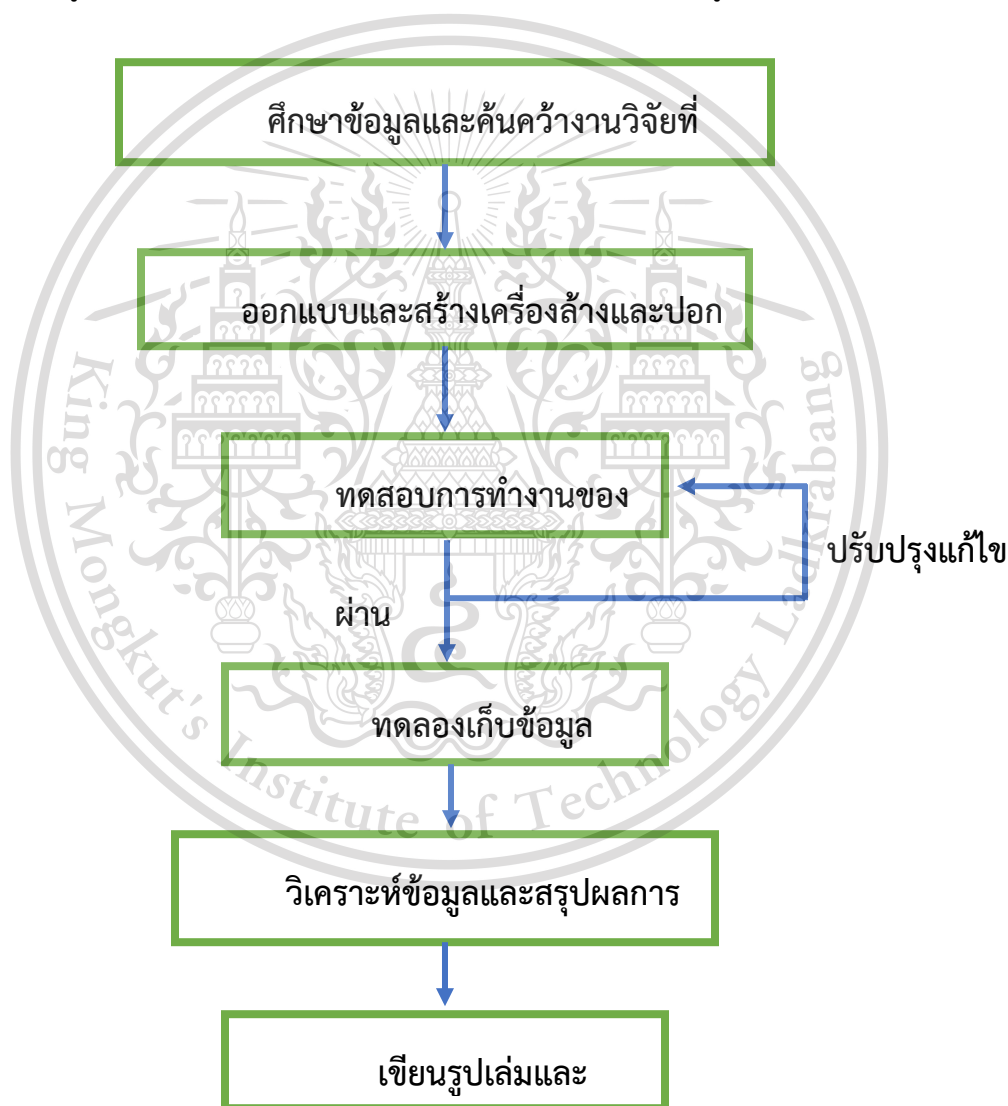 ศึกษาข้อมูลและค้นคว้างานวิจัยที่
ออกแบบและสร้างเครื่องล้างและปอก
ทดสอบการทำงานของ
ปรับปรุงแก้ไข
ผ่าน
ทดลองเก็บข้อมูล
วิเคราะห์ข้อมูลและสรุปผลการ
เขียนรูปเล่มและ
King Mongkut's Institute of Technology Ladkrabang